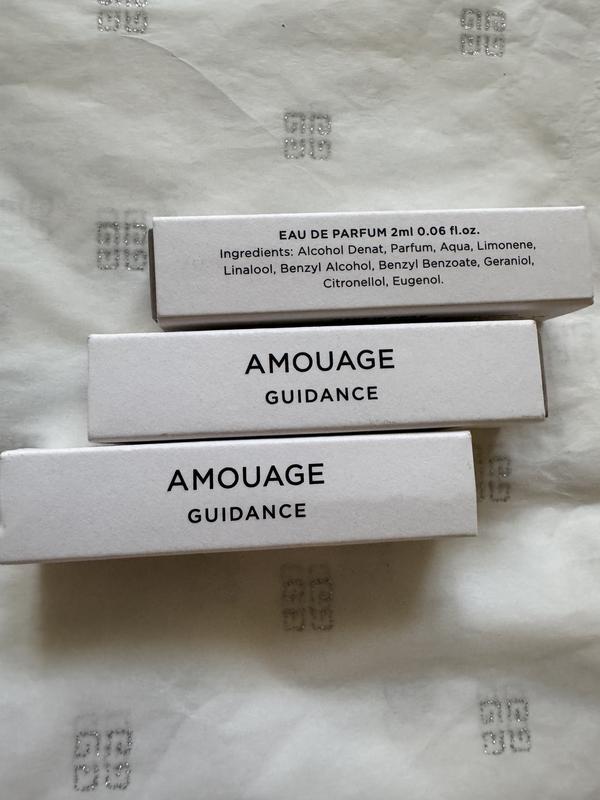 EAU DE PARFUM 2ml 0.06 fl.oz.
Ingredients: Alcohol Denat, Parfum, Aqua, Limonene,
Linalool, Benzyl Alcohol, Benzyl Benzoate, Geraniol,
Citronellol, Eugenol.
AMOUAGE
GUIDANCE
AMOUAGE
GUIDANCE